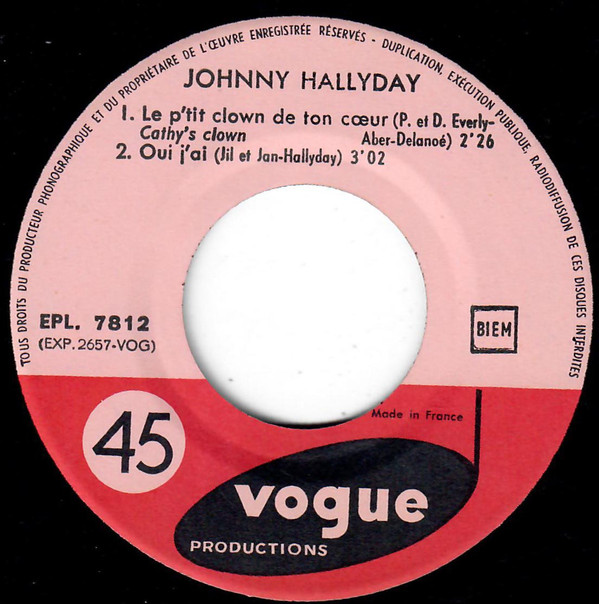 TOUS DROITS DU PRODUCTEUR PHONOGRAPHIQUE ET DU PROPRIÉTAIRE DE L'ŒUVRE ENREGISTRÉE RÉSERVÉS - DUPLICATION, EXÉCUTION PUBLIQUE, RADIODIFFUSION DE CES DISQUES INTERDITES
JOHNNY HALLYDAY
1. Le p'tit clown de ton cœur (P. et D. Everly-
Cathy's clown Aber-Delanoé) 2'26
2. Oui j'ai (Jil et Jan-Hallyday) 3'02
EPL. 7812
(EXP. 2657-VOG)
BIEM
Made in France
45
vogue
PRODUCTIONS